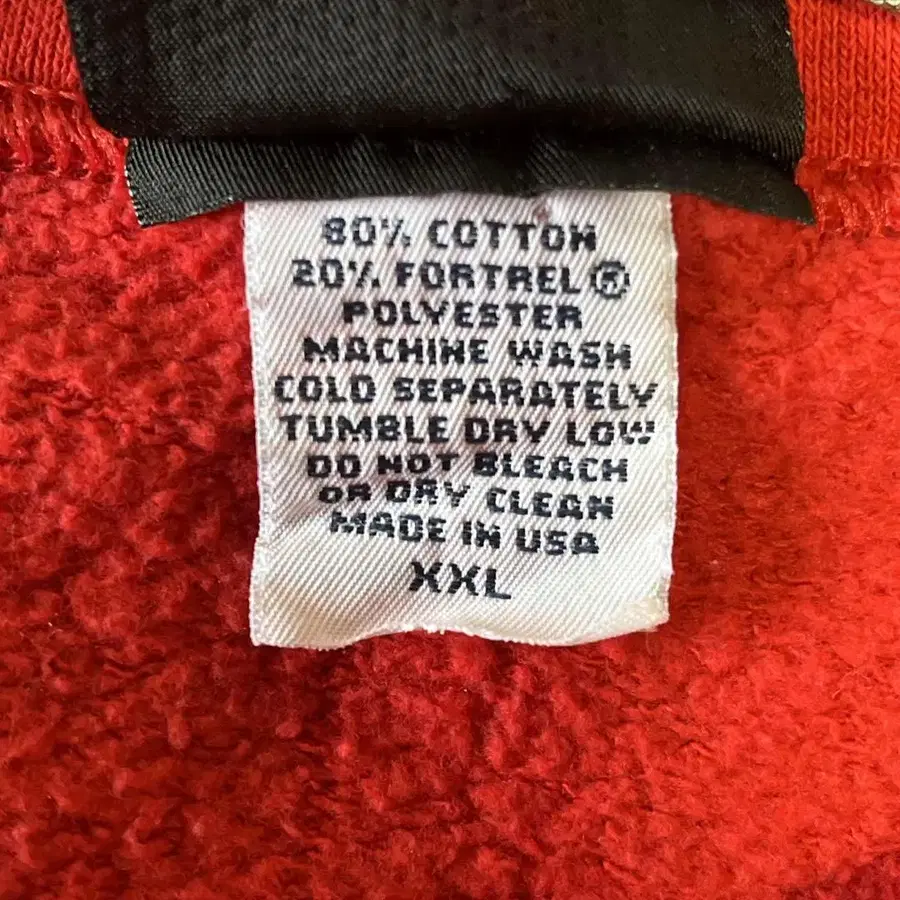 80% COTTON
20% FORTREL®
POLYESTER
MACHINE WASH
COLD SEPARATELY
TUMBLE DRY LOW
DO NOT BLEACH
OR DRY CLEAN
MADE IN USA
XXL